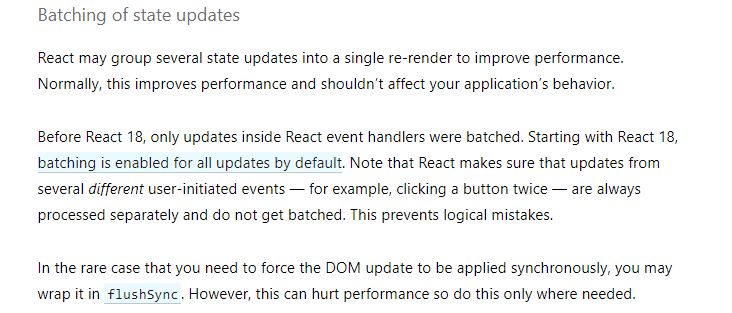 Batching of state updates
React may group several state updates into a single re-render to improve performance.
Normally, this improves performance and shouldn’t affect your application’s behavior.
Before React 18, only updates inside React event handlers were batched. Starting with React 18,
batching is enabled for all updates by default. Note that React makes sure that updates from
several different user-initiated events — for example, clicking a button twice — are always
processed separately and do not get batched. This prevents logical mistakes.
In the rare case that you need to force the DOM update to be applied synchronously, you may
wrap it in flushSync. However, this can hurt performance so do this only where needed.